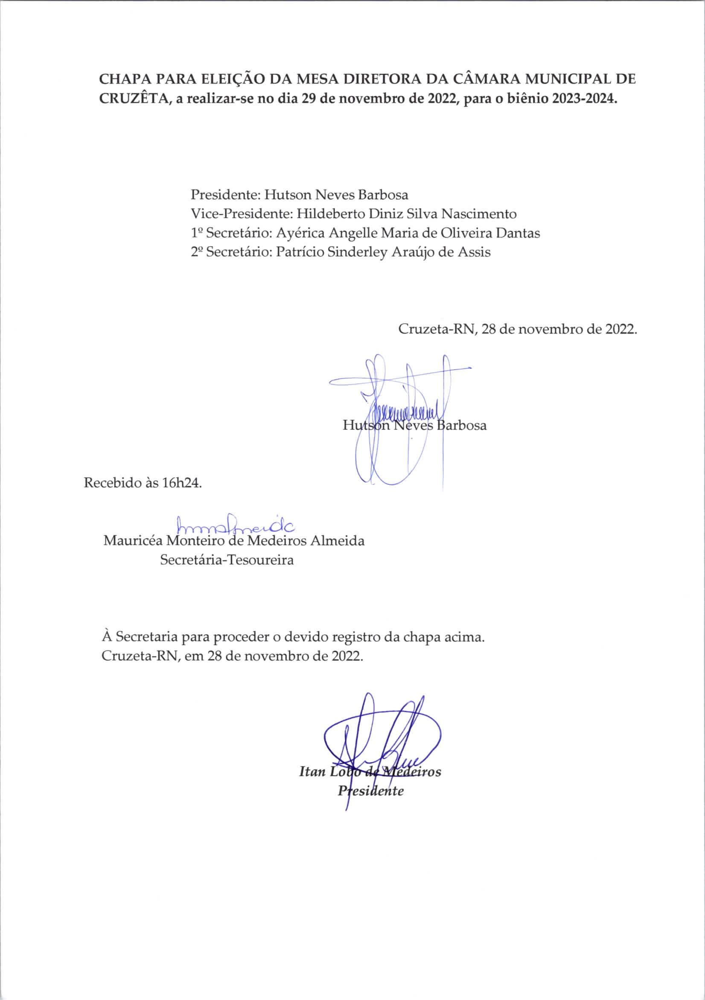 CHAPA PARA ELEIÇÃO DA MESA DIRETORA DA CÂMARA MUNICIPAL DE
CRUZÊTA, a realizar-se no dia 29 de novembro de 2022, para o biênio 2023-2024.
Presidente: Hutson Neves Barbosa
Vice-Presidente: Hildeberto Diniz Silva Nascimento
1º Secretário: Ayérica Angelle Maria de Oliveira Dantas
2º Secretário: Patrício Sinderley Araújo de Assis
Cruzeta-RN, 28 de novembro de 2022.
Hutson Neves Barbosa
Recebido às 16h24.
Mauricéa Monteiro de Medeiros Almeida
Secretária-Tesoureira
À Secretaria para proceder o devido registro da chapa acima.
Cruzeta-RN, em 28 de novembro de 2022.
Itan Lobo de Medeiros
Presidente